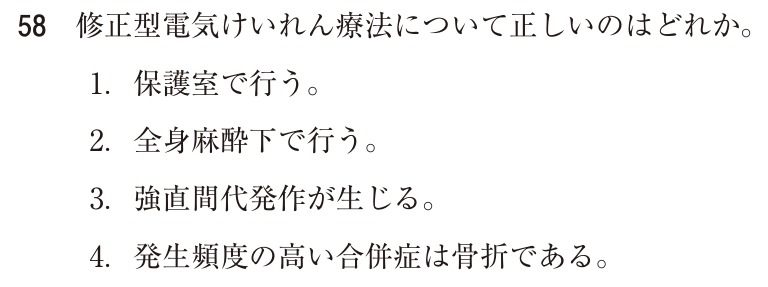 58 修正型電気けいれん療法について正しいのはどれか。
1. 保護室で行う。
2. 全身麻酔下で行う。
3. 強直間代発作が生じる。
4. 発生頻度の高い合併症は骨折である。